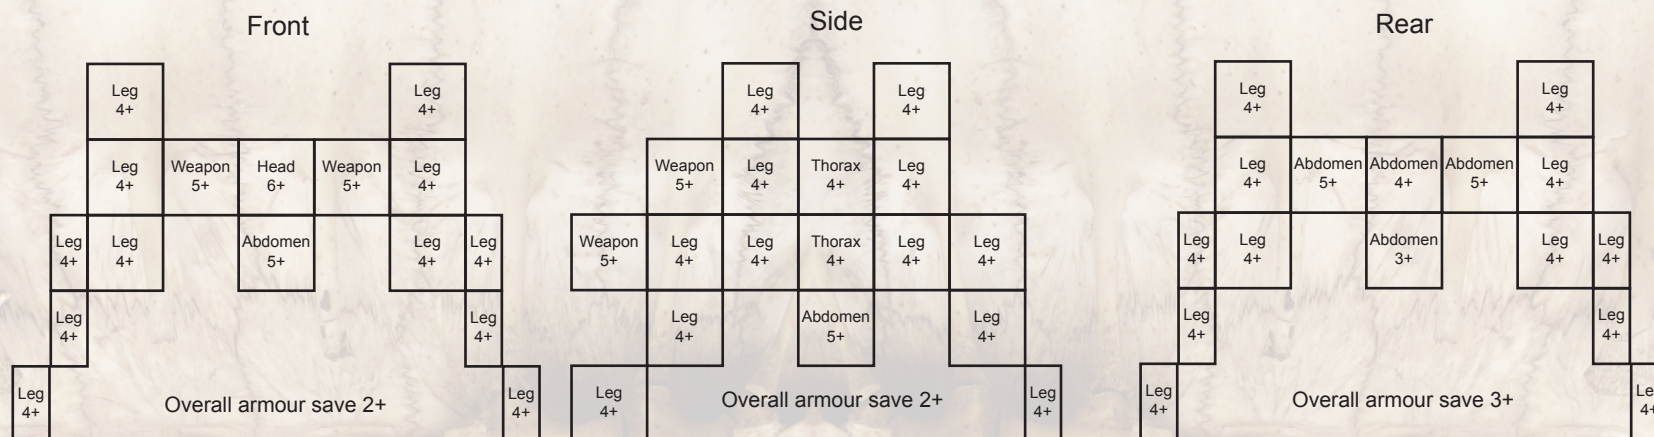 Front
Leg
4+
Leg
4+
Leg
4+
Weapon
5+
Head
6+
Weapon
5+
Leg
4+
Leg
4+
Leg
4+
Abdomen
5+
Leg
4+
Leg
4+
Leg
4+
Leg
4+
Leg
4+
Overall armour save 2+
Leg
4+
Side
Leg
4+
Leg
4+
Weapon
5+
Leg
4+
Thorax
4+
Leg
4+
Weapon
5+
Leg
4+
Leg
4+
Thorax
4+
Leg
4+
Leg
4+
Leg
4+
Abdomen
5+
Leg
4+
Leg
4+
Overall armour save 2+
Leg
4+
Rear
Leg
4+
Leg
4+
Leg
4+
Abdomen
5+
Abdomen
4+
Abdomen
5+
Leg
4+
Leg
4+
Leg
4+
Abdomen
3+
Leg
4+
Leg
4+
Leg
4+
Leg
4+
Leg
4+
Overall armour save 3+